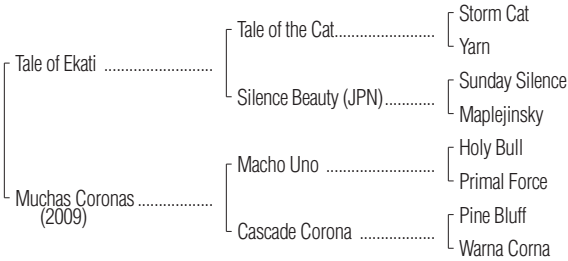 Storm Cat
Tale of the Cat....................
Yarn
Tale of Ekati ......................
Sunday Silence
Silence Beauty (JPN)..........
Maplejinsky
Holy Bull
Macho Uno ......................
Primal Force
Muchas Coronas ...............
(2009)
Pine Bluff
Cascade Corona ...............
Warna Corna